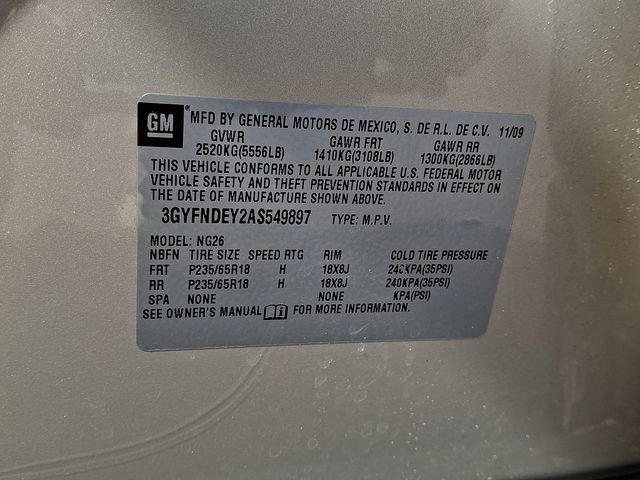 GM MFD BY GENERAL MOTORS DE MEXICO, S. DE R.L. DE C.V. 11/09
GVWR GAWR FRT GAWR RR
2520KG(5556LB) 1410KG(3108LB) 1300KG(2866LB)
THIS VEHICLE CONFORMS TO ALL APPLICABLE U.S. FEDERAL MOTOR
VEHICLE SAFETY AND THEFT PREVENTION STANDARDS IN EFFECT ON
THE DATE OF MANUFACTURE SHOWN ABOVE.
3GYFNDEY2AS549897 TYPE: M.P.V.
MODEL: NG26
NBFN TIRE SIZE SPEED RTG RIM COLD TIRE PRESSURE
FRT P235/65R18 H 18X8J 240KPA(35PSI)
RR P235/65R18 H 18X8J 240KPA(35PSI)
SPA NONE NONE KPA(PSI)
SEE OWNER'S MANUAL FOR MORE INFORMATION.